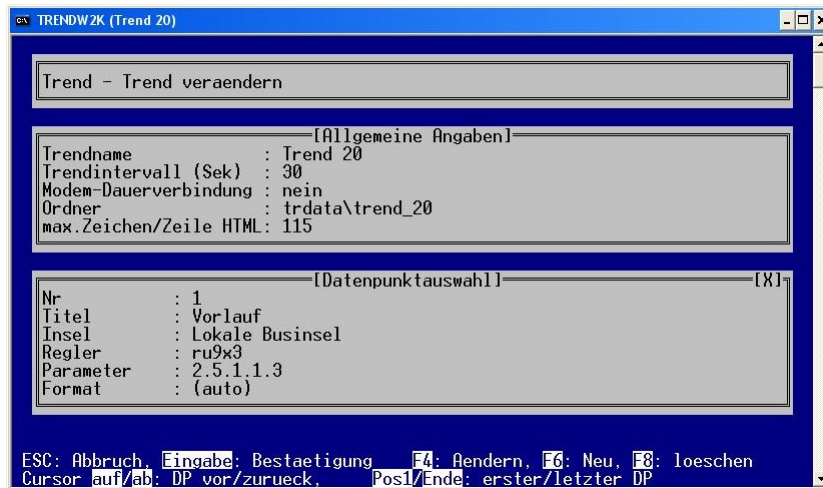 TRENDW2K (Trend 20)
Trend - Trend veraendern
[Allgemeine Angaben]
Trendname : Trend 20
Trendintervall (Sek) : 30
Modem-Dauerverbindung : nein
Ordner : trdata\trend_20
max.Zeichen/Zeile HTML: 115
[Datenpunktauswahl] [X]
Nr : 1
Titel : Vorlauf
Insel : Lokale Businsel
Regler : ru9x3
Parameter : 2.5.1.1.3
Format : (auto)
ESC: Abbruch, Eingabe: Bestaetigung F4: Aendern, F6: Neu, F8: loeschen
Cursor auf/ab: DP vor/zurueck, Pos1/Ende: erster/letzter DP